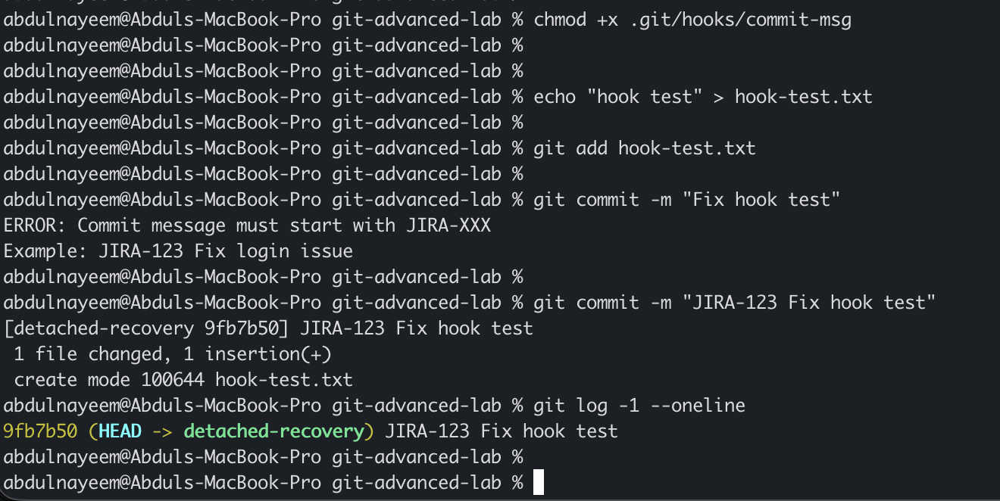 abdulnayeem@Abduls-MacBook-Pro git-advanced-lab % chmod +x .git/hooks/commit-msg
abdulnayeem@Abduls-MacBook-Pro git-advanced-lab %
abdulnayeem@Abduls-MacBook-Pro git-advanced-lab %
abdulnayeem@Abduls-MacBook-Pro git-advanced-lab % echo "hook test" > hook-test.txt
abdulnayeem@Abduls-MacBook-Pro git-advanced-lab %
abdulnayeem@Abduls-MacBook-Pro git-advanced-lab % git add hook-test.txt
abdulnayeem@Abduls-MacBook-Pro git-advanced-lab %
abdulnayeem@Abduls-MacBook-Pro git-advanced-lab % git commit -m "Fix hook test"
ERROR: Commit message must start with JIRA-XXX
Example: JIRA-123 Fix login issue
abdulnayeem@Abduls-MacBook-Pro git-advanced-lab %
abdulnayeem@Abduls-MacBook-Pro git-advanced-lab % git commit -m "JIRA-123 Fix hook test"
[detached-recovery 9fb7b50] JIRA-123 Fix hook test
 1 file changed, 1 insertion(+)
 create mode 100644 hook-test.txt
abdulnayeem@Abduls-MacBook-Pro git-advanced-lab % git log -1 --oneline
9fb7b50 (HEAD -> detached-recovery) JIRA-123 Fix hook test
abdulnayeem@Abduls-MacBook-Pro git-advanced-lab %
abdulnayeem@Abduls-MacBook-Pro git-advanced-lab %